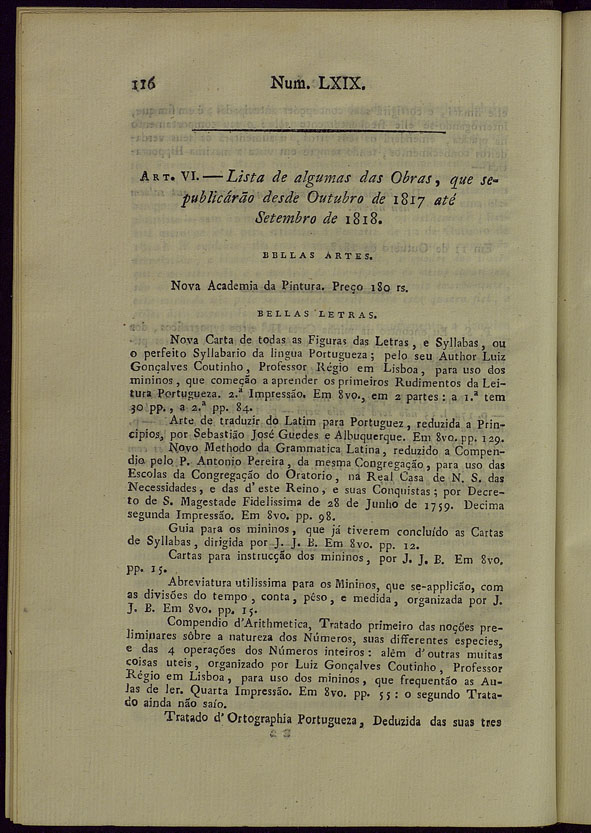 116 Num. LXIX.
ART. VI. — Lista de algumas das Obras, que se-
publicárão desde Outubro de 1817 até
Setembro de 1818.
BELLAS ARTES.
Nova Academia da Pintura. Preço 180 rs.
BELLAS LETRAS.
Nova Carta de todas as Figuras das Letras, e Syllabas, ou
o perfeito Syllabario da lingua Portugueza; pelo seu Author Luiz
Gonçalves Coutinho, Professor Régio em Lisboa, para uso dos
mininos, que começão a aprender os primeiros Rudimentos da Lei-
tura Portugueza. 2.ª Impressão. Em 8vo., em 2 partes: a 1.ª tem
30 pp., a 2.ª pp. 84.
Arte de traduzir do Latim para Portuguez, reduzida a Prin-
cipios, por Sebastião José Guedes e Albuquerque. Em 8vo. pp. 129.
Novo Methodo da Grammatica Latina, reduzido a Compen-
dio pelo P. Antonio Pereira, da mesma Congregação, para uso das
Escolas da Congregação do Oratorio, na Real Casa de N. S. das
Necessidades, e das d'este Reino, e suas Conquistas; por Decre-
to de S. Magestade Fidelissima de 28 de Junho de 1759. Decima
segunda Impressão. Em 8vo. pp. 98.
Guia para os mininos, que já tiverem concluído as Cartas
de Syllabas, dirigida por J. J. B. Em 8vo. pp. 12.
Cartas para instrucção dos mininos, por J. J. B. Em 8vo.
pp. 15.
Abreviatura utilissima para os Mininos, que se-applicão, com
as divisões do tempo, conta, péso, e medida, organizada por J.
J. B. Em 8vo. pp. 15.
Compendio d'Arithmetica, Tratado primeiro das noções pre-
liminares sôbre a natureza dos Números, suas differentes especies,
e das 4 operações dos Números inteiros: além d'outras muitas
coisas uteis, organizado por Luiz Gonçalves Coutinho, Professor
Régio em Lisboa, para uso dos mininos, que frequentão as Au-
las de ler. Quarta Impressão. Em 8vo. pp. 55: o segundo Trata-
do ainda não saío.
Tratado d'Ortographia Portugueza, Deduzida das suas tres